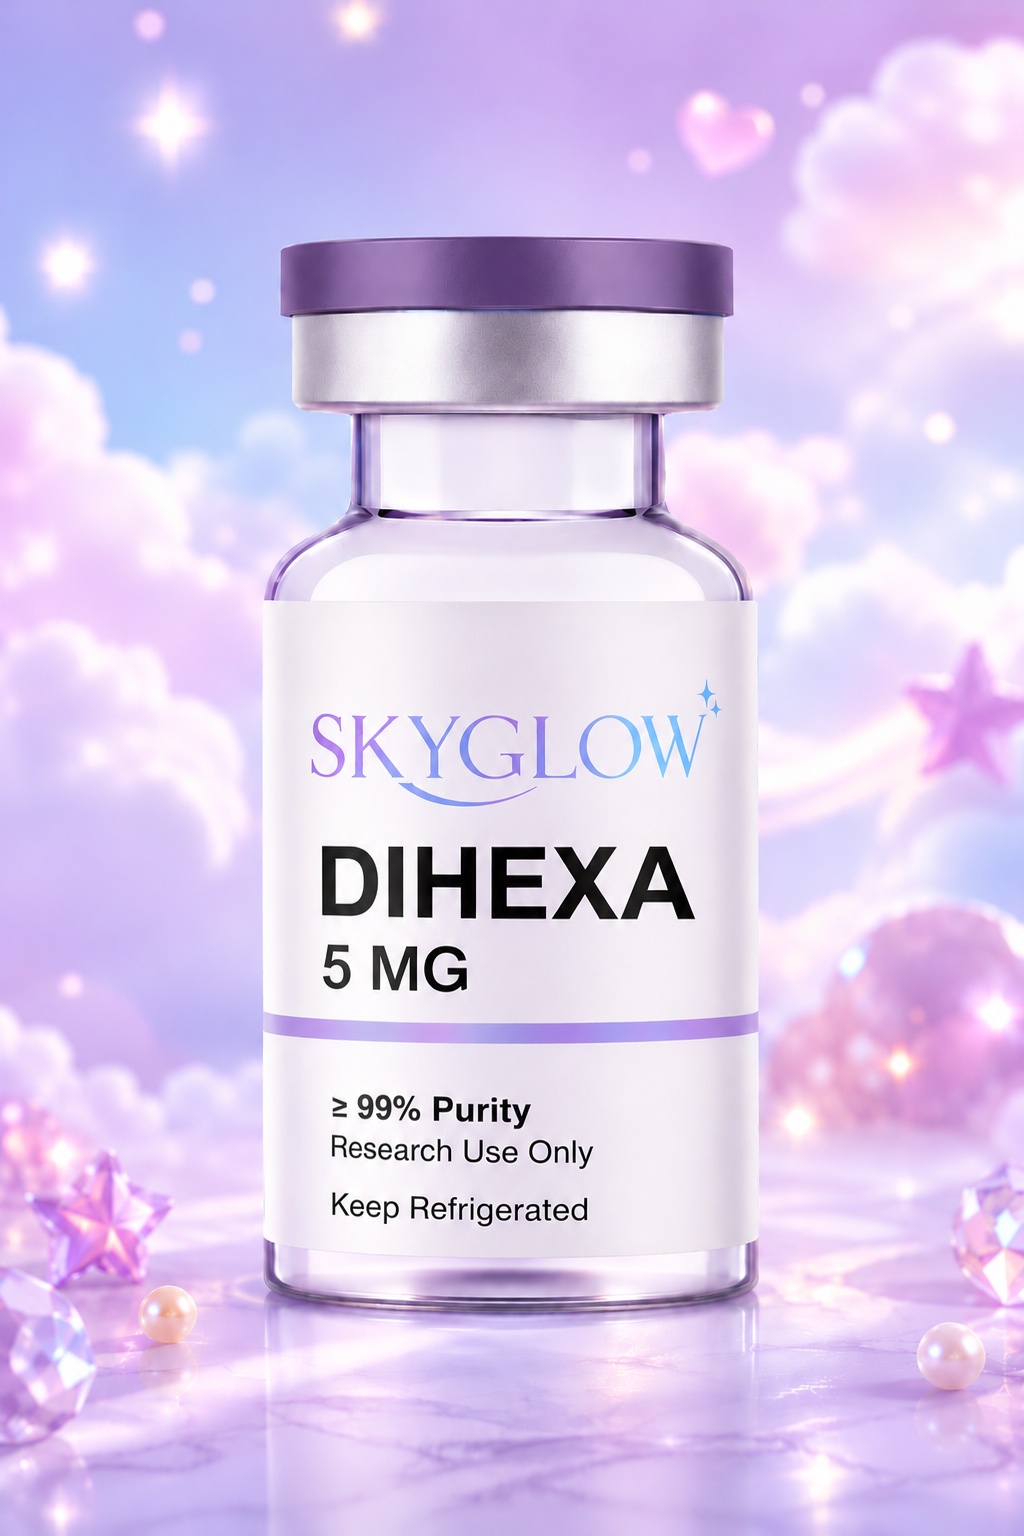 SKYGLOW
DIHEXA
5 MG
≥ 99% Purity
Research Use Only
Keep Refrigerated